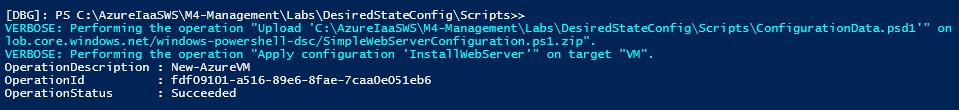 [DBG]: PS C:\AzureIaaSWS\M4-Management\Labs\DesiredStateConfig\Scripts>>
VERBOSE: Performing the operation "Upload 'C:\AzureIaaSWS\M4-Management\Labs\DesiredStateConfig\Scripts\ConfigurationData.psd1'" on
lob.core.windows.net/windows-powershell-dsc/SimpleWebServerConfiguration.ps1.zip".
VERBOSE: Performing the operation "Apply configuration 'InstallWebServer'" on target "VM".
OperationDescription : New-AzureVM
OperationId : fdf09101-a516-89e6-8fae-7caa0e051eb6
OperationStatus : Succeeded